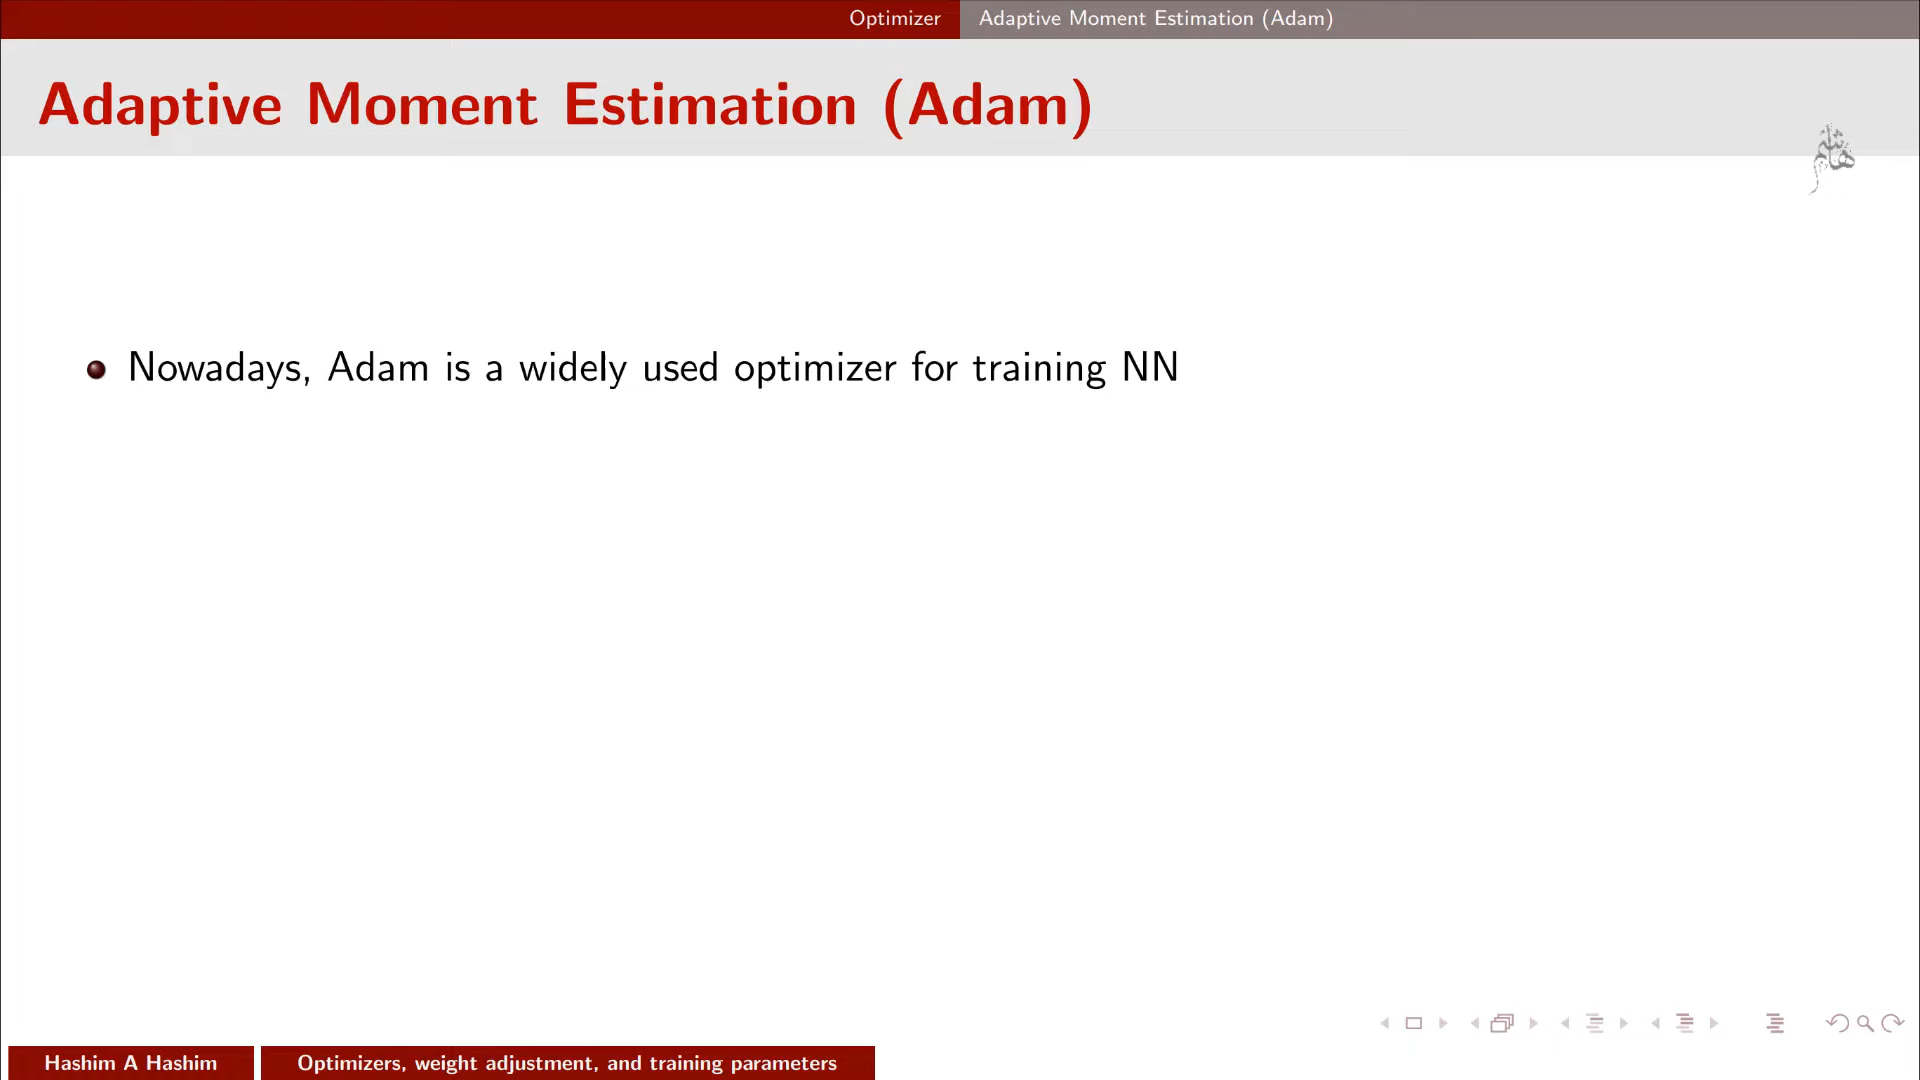 Optimizer
Adaptive Moment Estimation (Adam)
Adaptive Moment Estimation (Adam)
هاشم
Nowadays, Adam is a widely used optimizer for training NN
Hashim A Hashim
Optimizers, weight adjustment, and training parameters